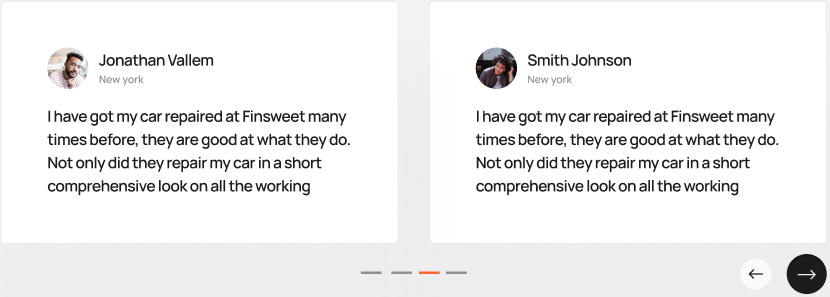 Jonathan Vallem
New york
I have got my car repaired at Finsweet many
times before, they are good at what they do.
Not only did they repair my car in a short
comprehensive look on all the working
Smith Johnson
New york
I have got my car repaired at Finsweet many
times before, they are good at what they do.
Not only did they repair my car in a short
comprehensive look on all the working